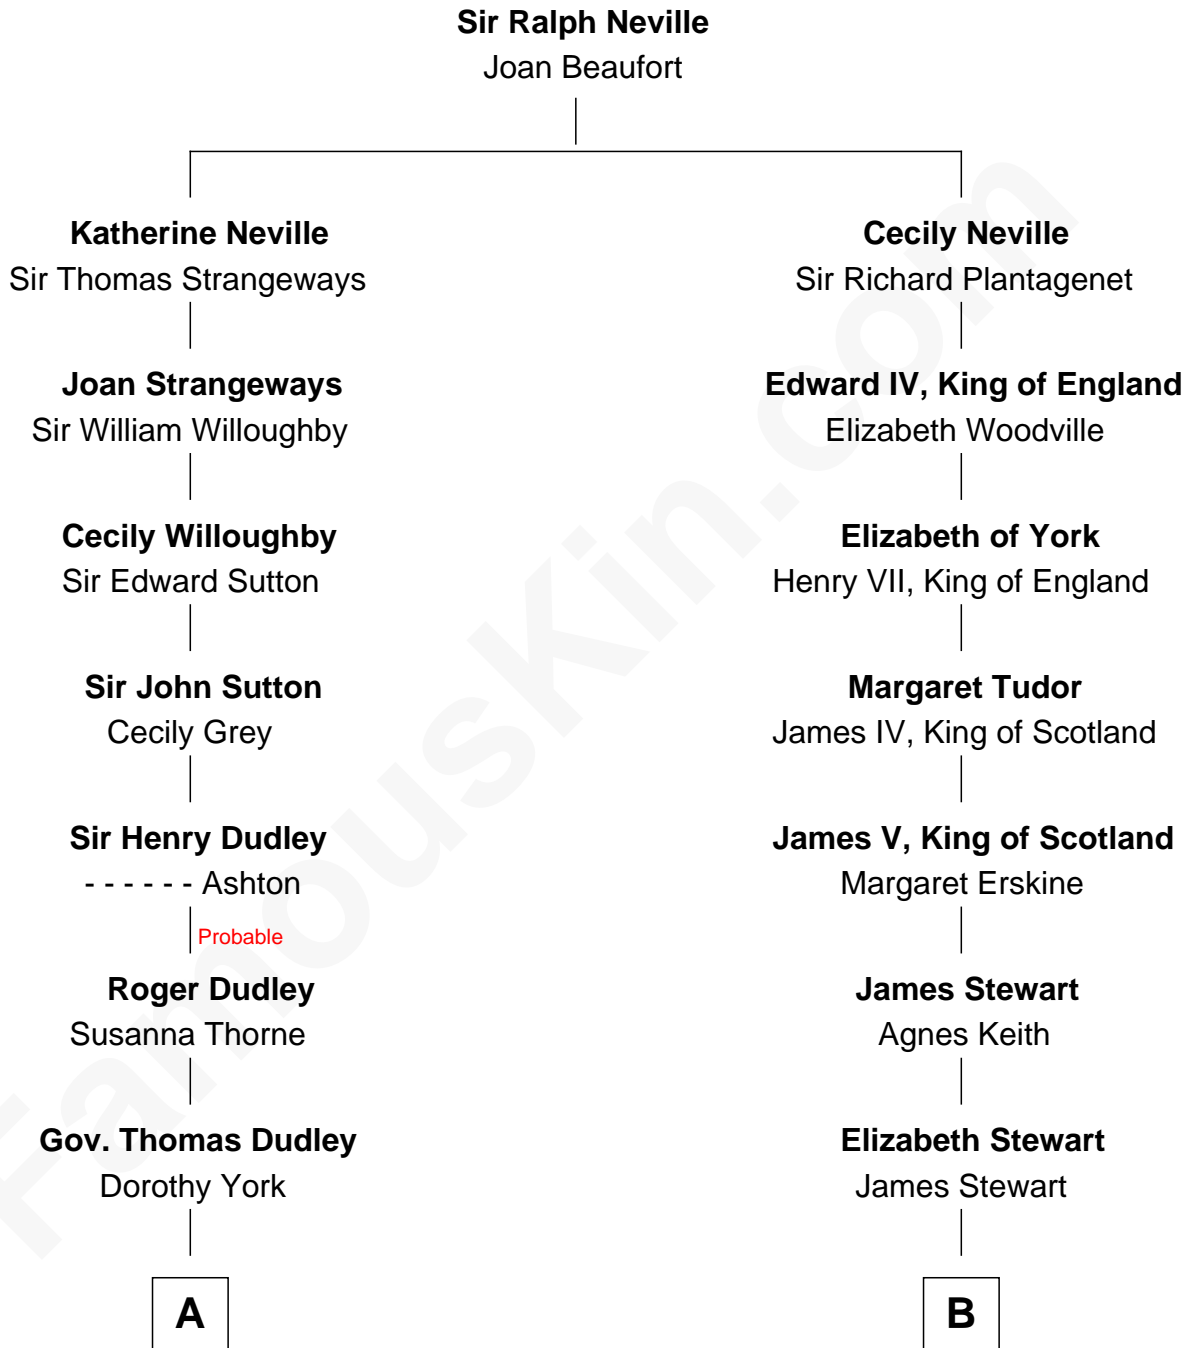 Sir Ralph Neville
Joan Beaufort
Katherine Neville
Sir Thomas Strangeways
Cecily Neville
Sir Richard Plantagenet
Joan Strangeways
Sir William Willoughby
Edward IV, King of England
Elizabeth Woodville
Cecily Willoughby
Sir Edward Sutton
Elizabeth of York
Henry VII, King of England
Sir John Sutton
Cecily Grey
Margaret Tudor
James IV, King of Scotland
Sir Henry Dudley
- - - - - - Ashton
Probable
James V, King of Scotland
Margaret Erskine
Roger Dudley
Susanna Thorne
James Stewart
Agnes Keith
Gov. Thomas Dudley
Dorothy York
Elizabeth Stewart
James Stewart
A
B
FamousKin.com